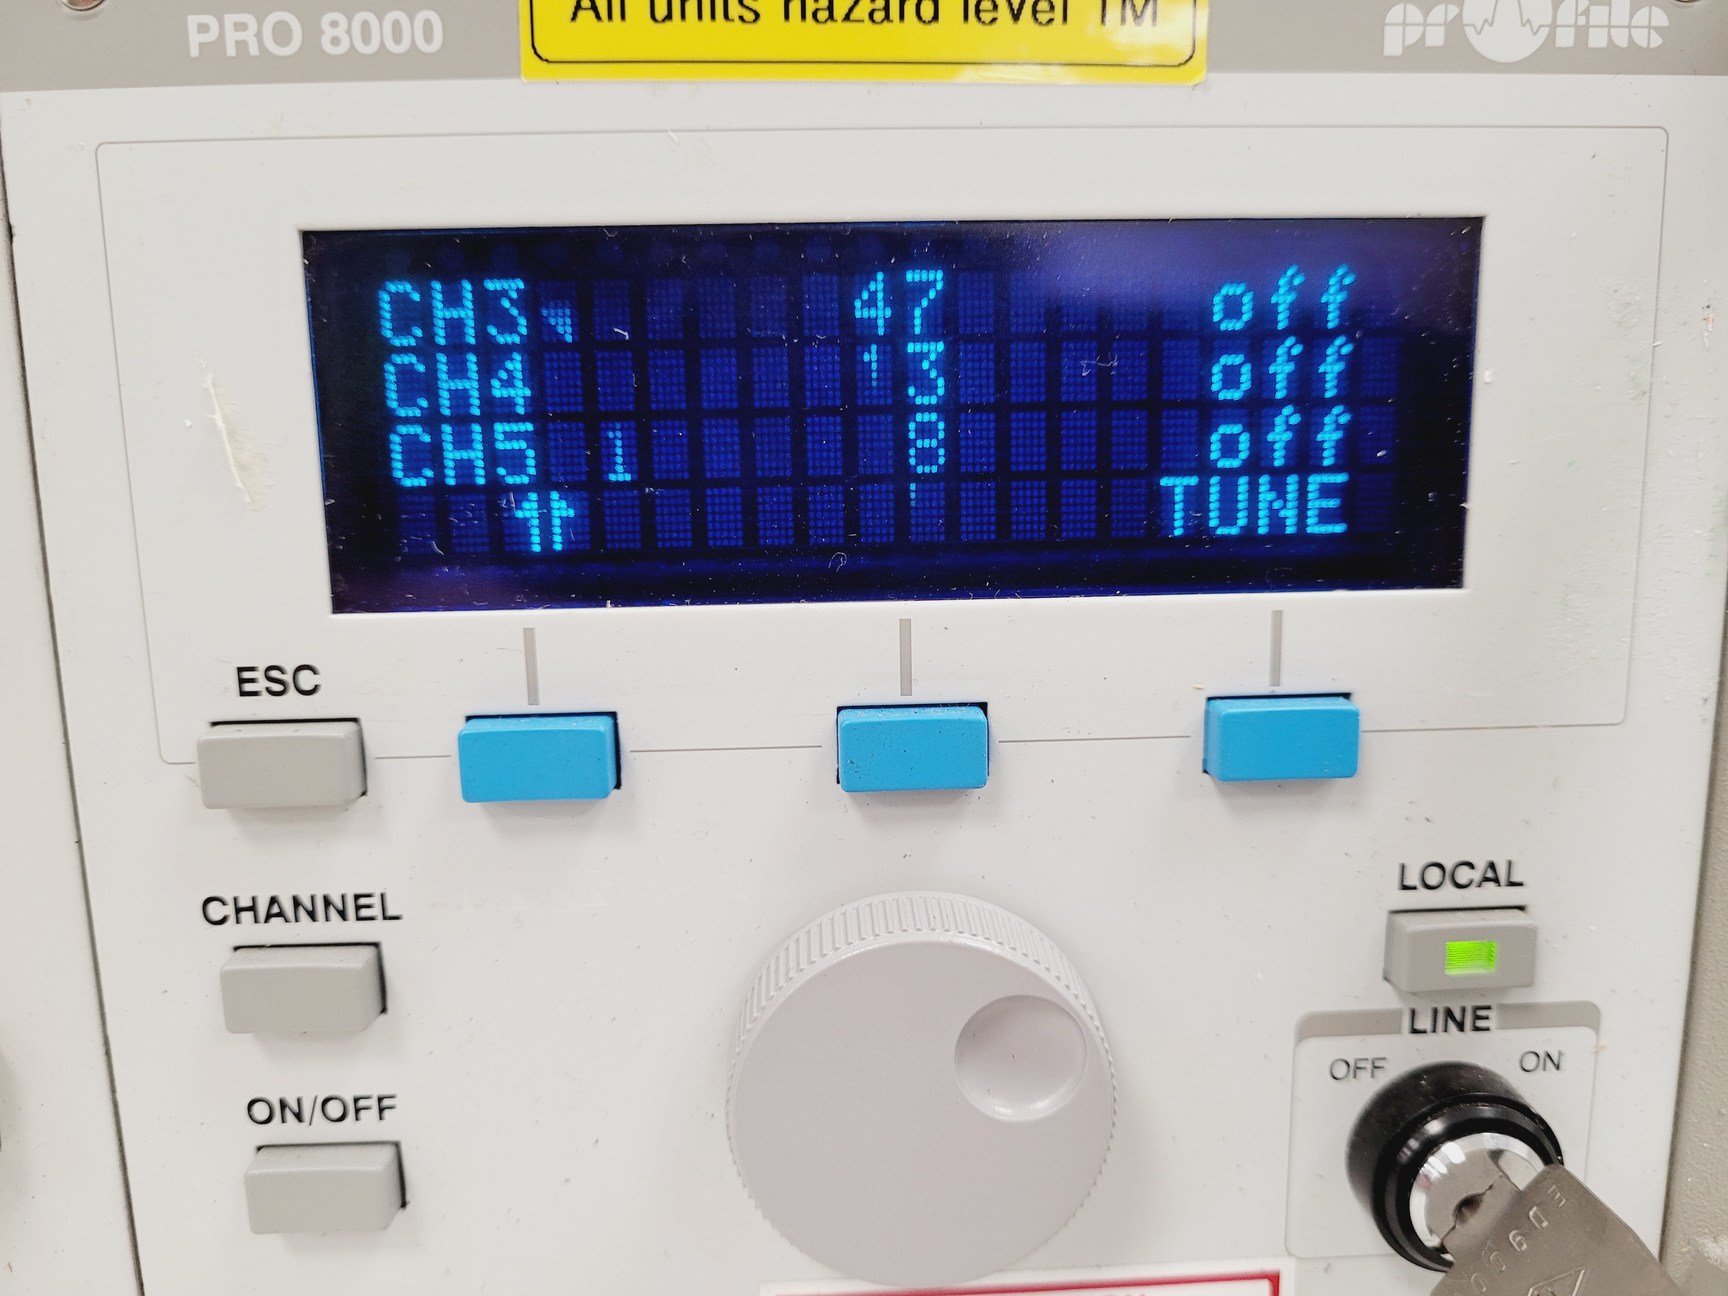 PRO 8000
All units hazard level 1M
profile
CH3 47 off
CH4 13 off
CH5 1 8 off
TUNE
ESC
CHANNEL
LOCAL
LINE
OFF ON
ON/OFF